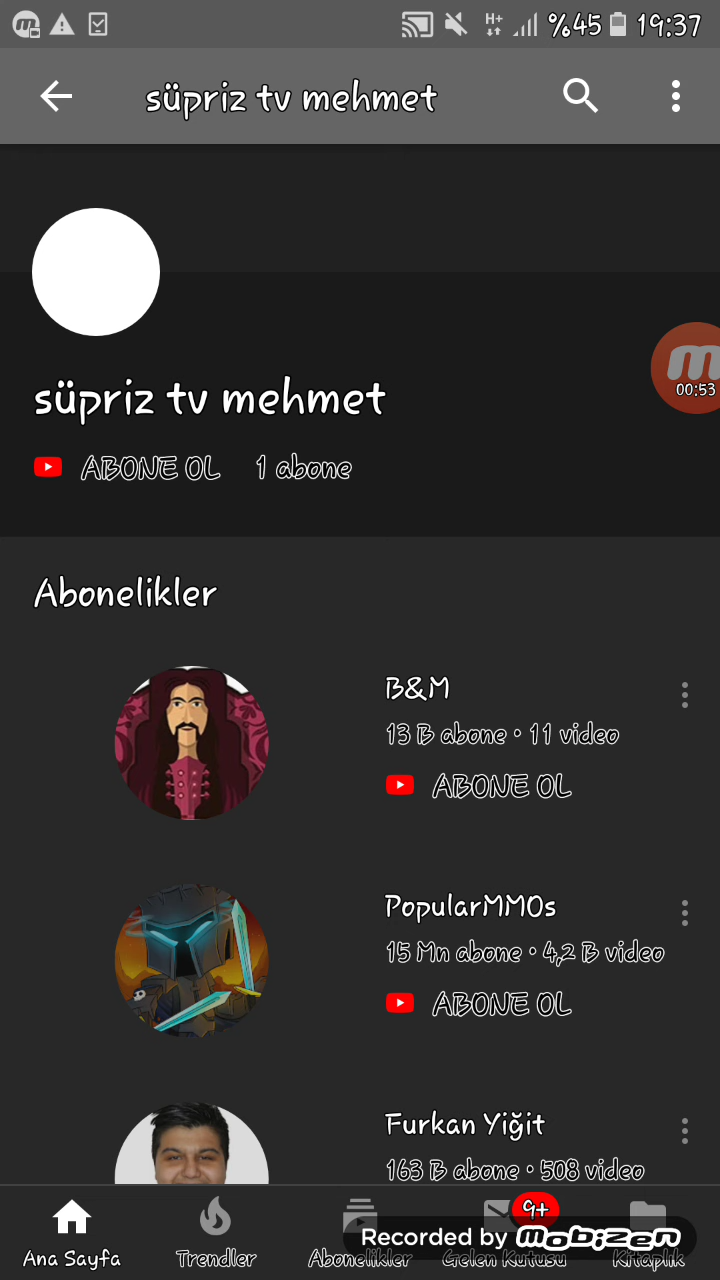 H+ %45 19:37
süpriz tv mehmet
00:53
süpriz tv mehmet
ABONE OL 1 abone
Abonelikler
B&M
13 B abone • 11 video
ABONE OL
PopularMMOs
15 Mn abone • 4,2 B video
ABONE OL
Furkan Yiğit
163 B abone • 508 video
9+
Recorded by mobizen
Ana Sayfa Trendler Abonelikler Gelen Kutusu Kitaplık